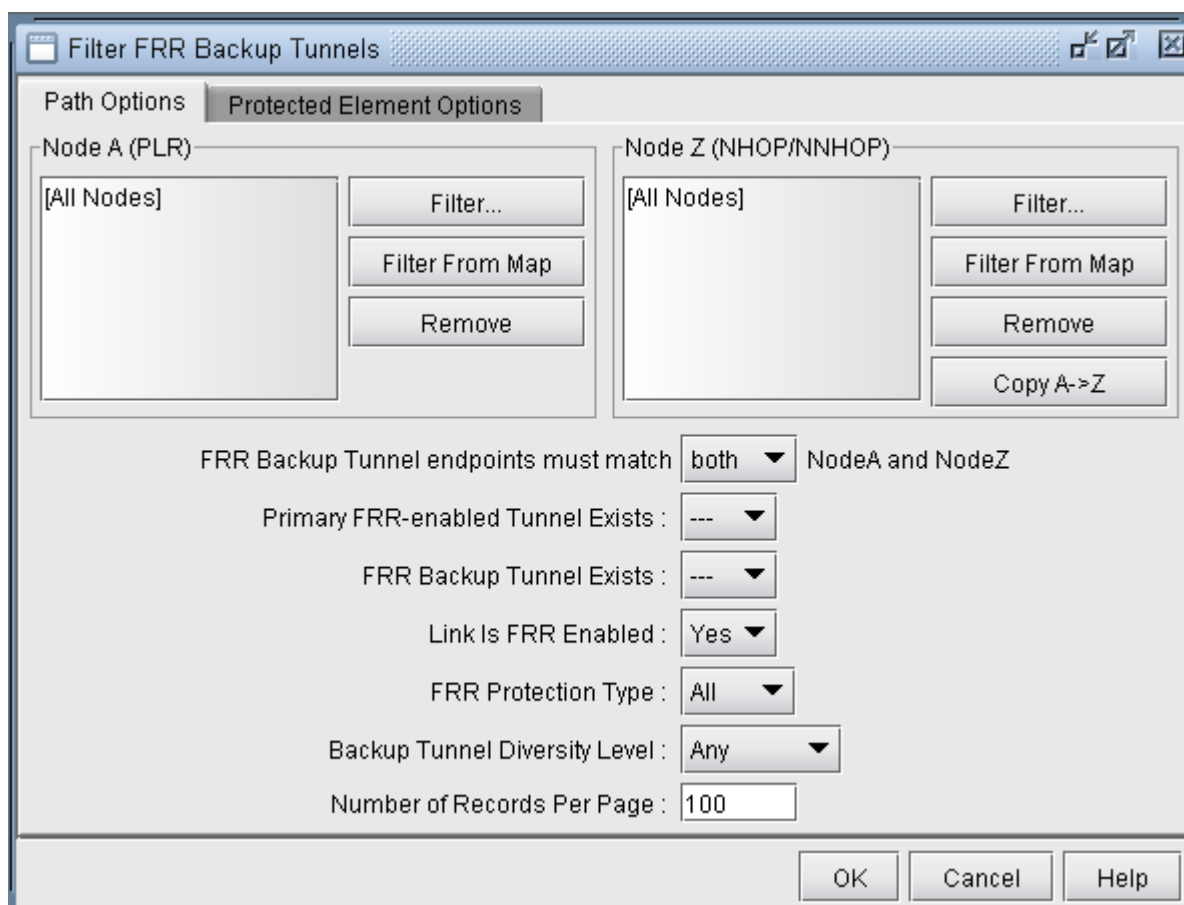 Filter FRR Backup Tunnels
Path Options
Protected Element Options
Node A (PLR)
[All Nodes]
Filter...
Filter From Map
Remove
Node Z (NHOP/NNHOP)
[All Nodes]
Filter...
Filter From Map
Remove
Copy A->Z
FRR Backup Tunnel endpoints must match both NodeA and NodeZ
Primary FRR-enabled Tunnel Exists : ---
FRR Backup Tunnel Exists : ---
Link Is FRR Enabled : Yes
FRR Protection Type : All
Backup Tunnel Diversity Level : Any
Number of Records Per Page : 100
OK
Cancel
Help